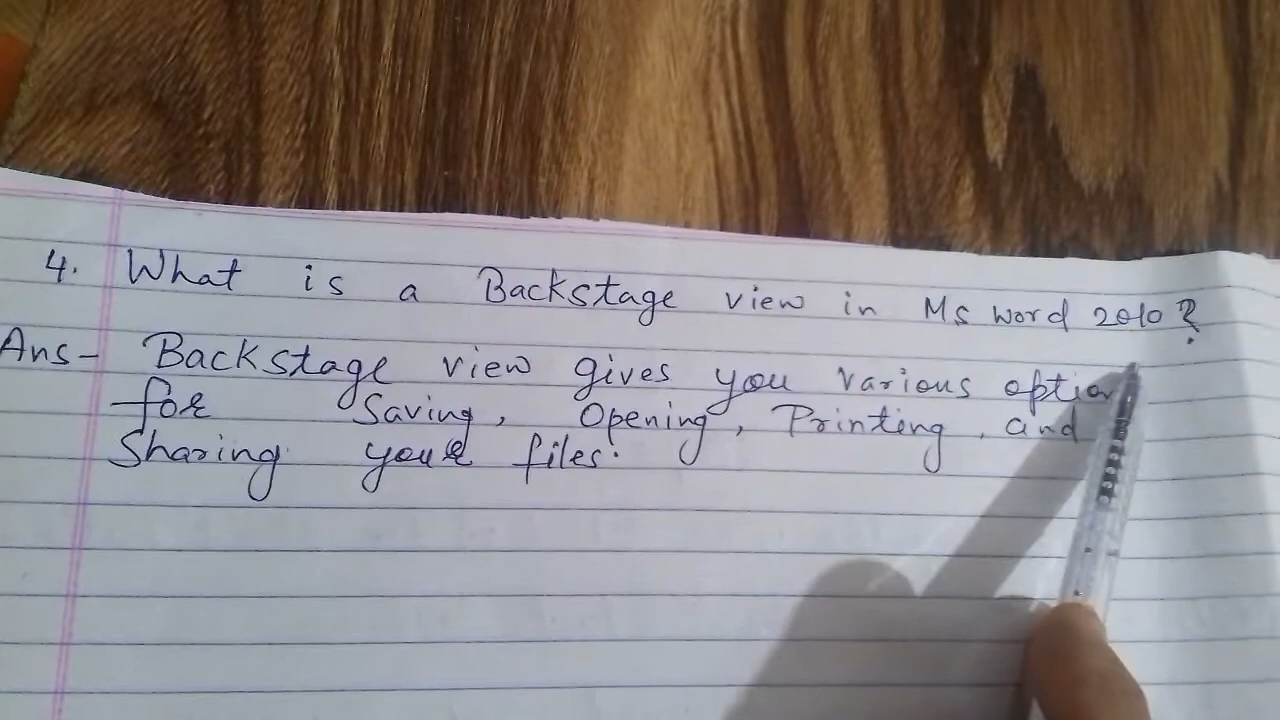 4. What is a Backstage view in Ms Word 2010?
Ans- Backstage view gives you various option
for Saving, Opening, Printing, and
Sharing your files.